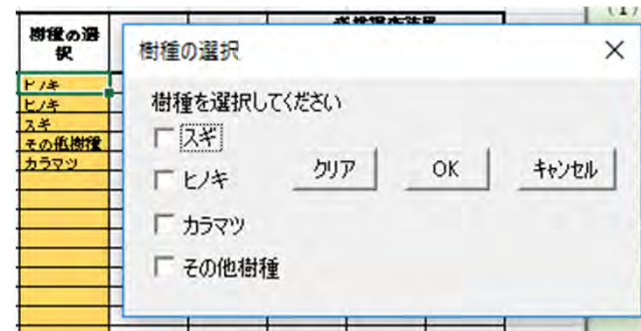 (1)
樹種の選
択
ヒノキ
ヒノキ
スギ
その他樹種
カラマツ
樹種の選択
樹種を選択してください
スギ
ヒノキ
カラマツ
その他樹種
クリア
OK
キャンセル